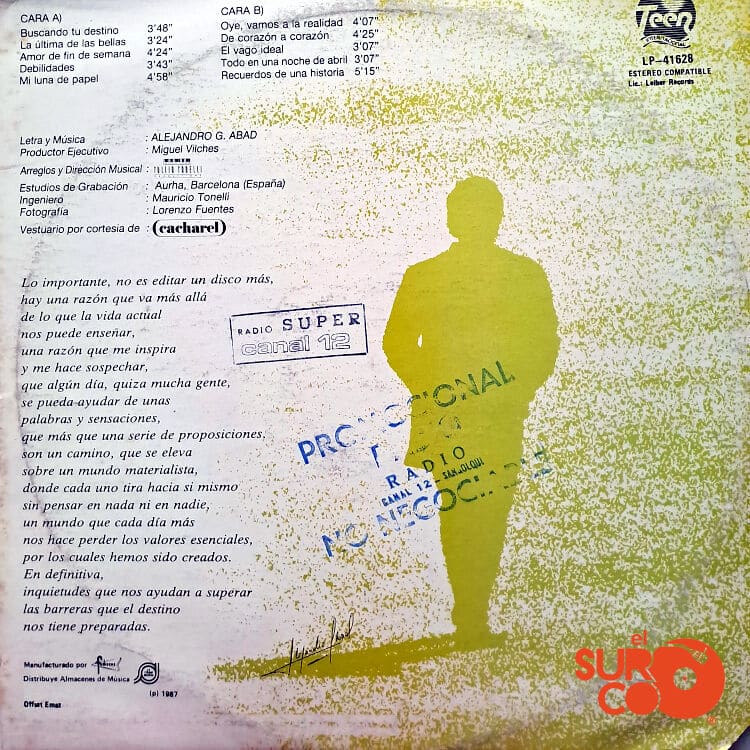 CARA A)
Buscando tu destino 3'48"
La última de las bellas 3'24"
Amor de fin de semana 4'24"
Debilidades 3'43"
Mi luna de papel 4'58"
CARA B)
Oye, vamos a la realidad 4'07"
De corazón a corazón 4'25"
El vago ideal 3'07"
Todo en una noche de abril 3'07"
Recuerdos de una historia 5'15"
Teen
INTERNACIONAL
LP-41628
ESTEREO COMPATIBLE
Lic.: Leiber Records
Letra y Música : ALEJANDRO G. ABAD
Productor Ejecutivo : Miguel Vilches
Arreglos y Dirección Musical :
Estudios de Grabación : Aurha, Barcelona (España)
Ingeniero : Mauricio Tonelli
Fotografía : Lorenzo Fuentes
Vestuario por cortesia de : (cacharel)
Lo importante, no es editar un disco más,
hay una razón que va más allá
de lo que la vida actual
nos puede enseñar,
una razón que me inspira
y me hace sospechar,
que algún día, quiza mucha gente,
se pueda ayudar de unas
palabras y sensaciones,
que más que una serie de proposiciones,
son un camino, que se eleva
sobre un mundo materialista,
donde cada uno tira hacia si mismo
sin pensar en nada ni en nadie,
un mundo que cada día más
nos hace perder los valores esenciales,
por los cuales hemos sido creados.
En definitiva,
inquietudes que nos ayudan a superar
las barreras que el destino
nos tiene preparadas.
RADIO SUPER
canal 12
PROMOCIONAL
RADIO
CANAL 12 - SANGOLQUI
NO NEGOCIABLE
Manufacturado por
Distribuye Almacenes de Música
(p) 1987
Offset Emat
el
SURCO